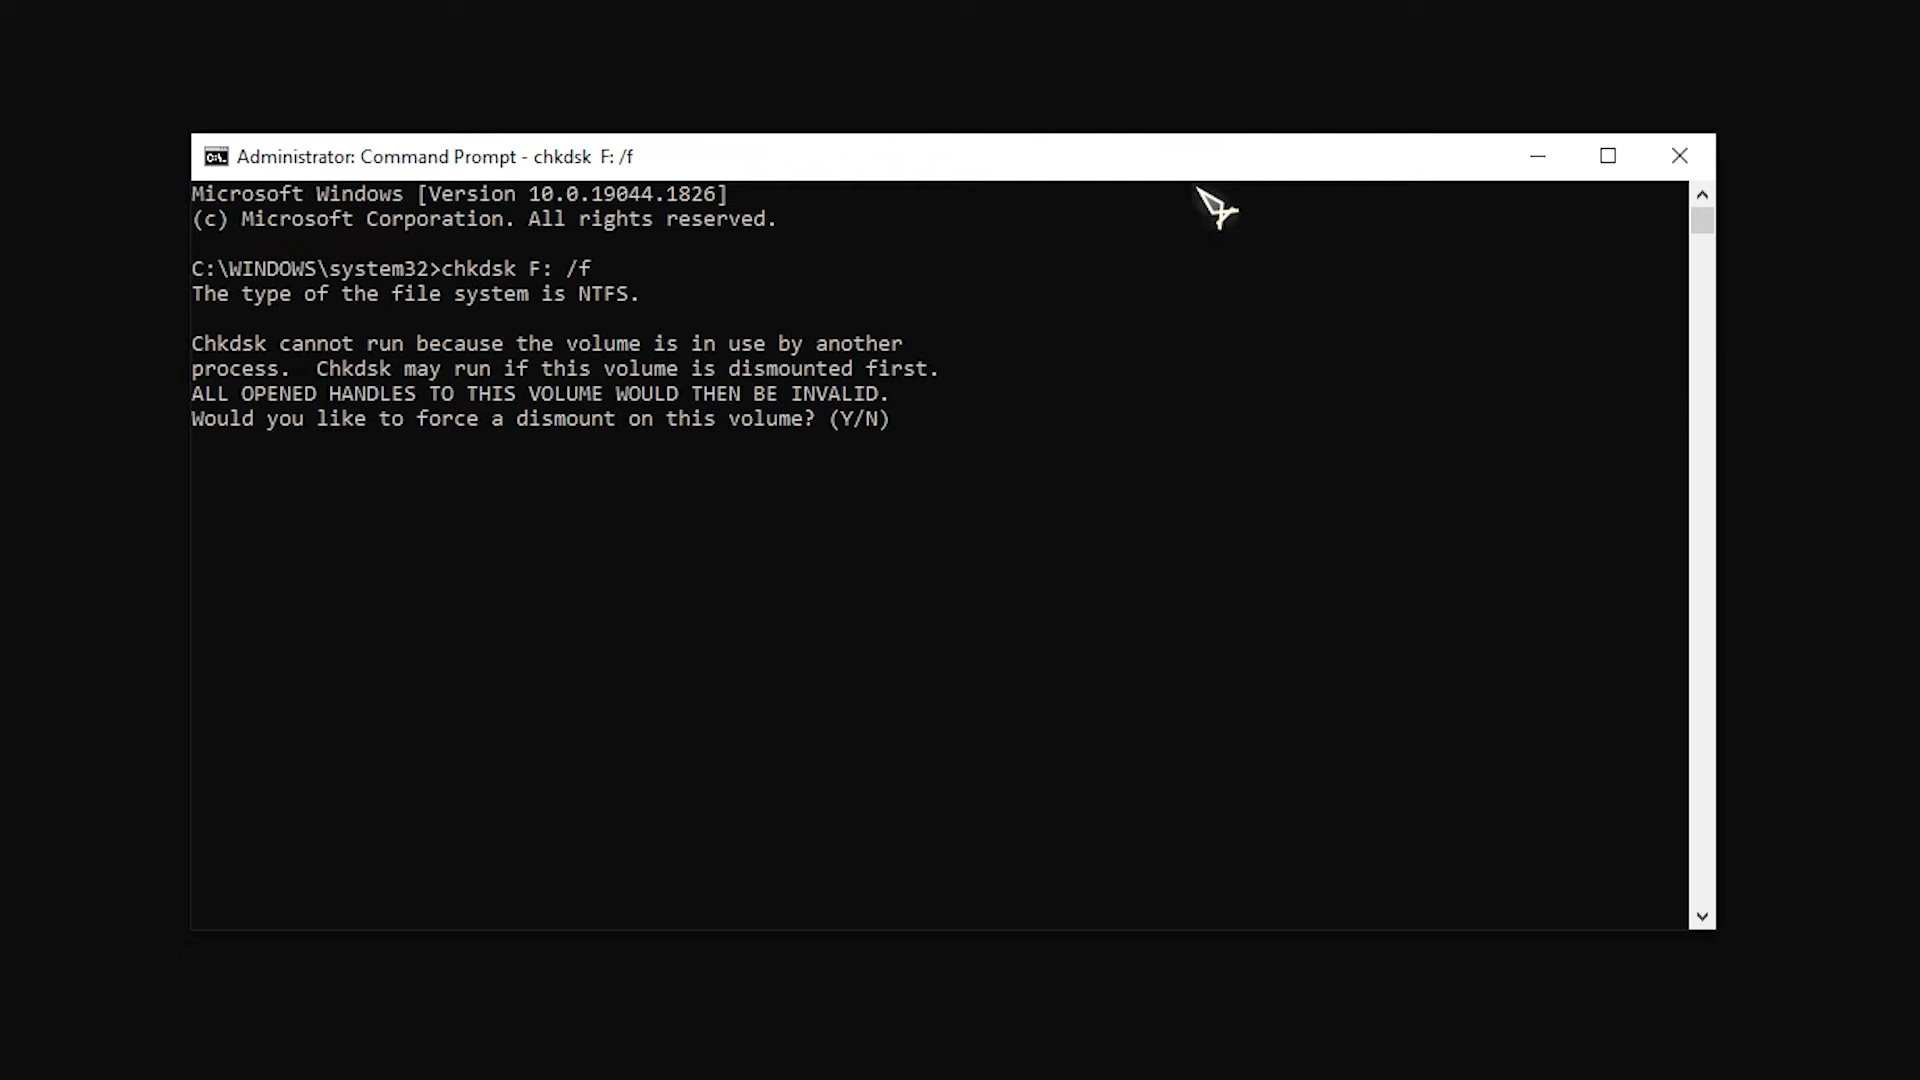 Administrator: Command Prompt - chkdsk  F: /f
Microsoft Windows [Version 10.0.19044.1826]
(c) Microsoft Corporation. All rights reserved.
C:\WINDOWS\system32>chkdsk F: /f
The type of the file system is NTFS.
Chkdsk cannot run because the volume is in use by another
process.  Chkdsk may run if this volume is dismounted first.
ALL OPENED HANDLES TO THIS VOLUME WOULD THEN BE INVALID.
Would you like to force a dismount on this volume? (Y/N)